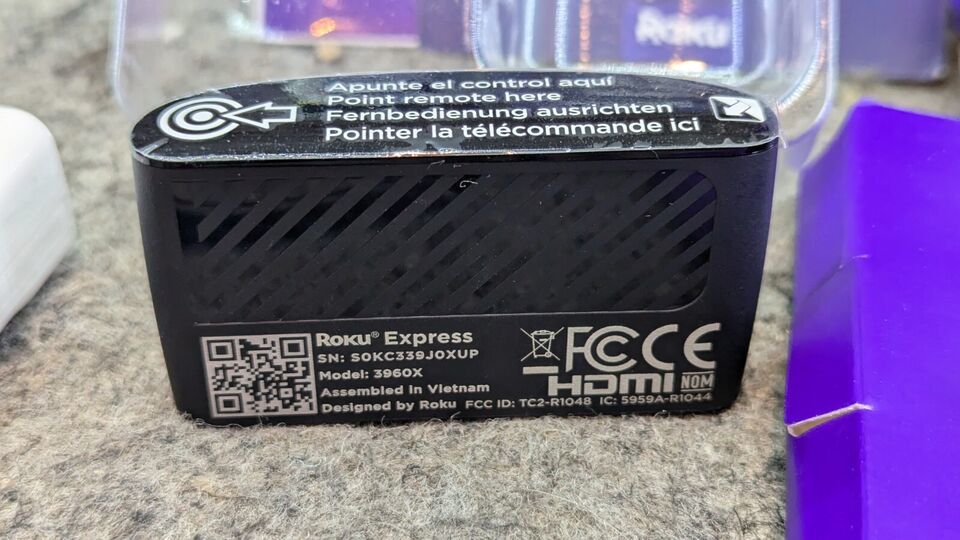 Roku
Apunte el control aquí
Point remote here
Fernbedienung ausrichten
Pointer la télécommande ici
Roku® Express
SN: S0KC339J0XUP
Model: 3960X
Assembled in Vietnam
Designed by Roku FCC ID: TC2-R1048 IC: 5959A-R1044
FC CE
HDMI NOM